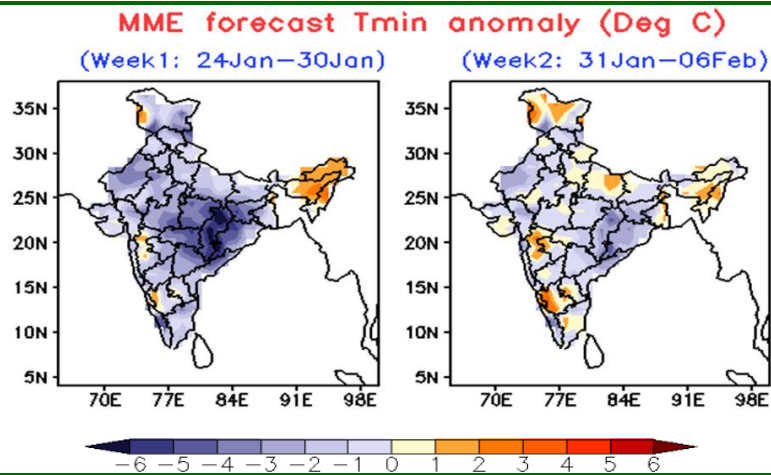 MME forecast Tmin anomaly (Deg C)
(Week1: 24Jan−30Jan) (Week2: 31Jan−06Feb)
35N 35N
30N 30N
25N 25N
20N 20N
15N 15N
10N 10N
5N 5N
70E 77E 84E 91E 98E 70E 77E 84E 91E 98E
−6 −5 −4 −3 −2 −1 0 1 2 3 4 5 6